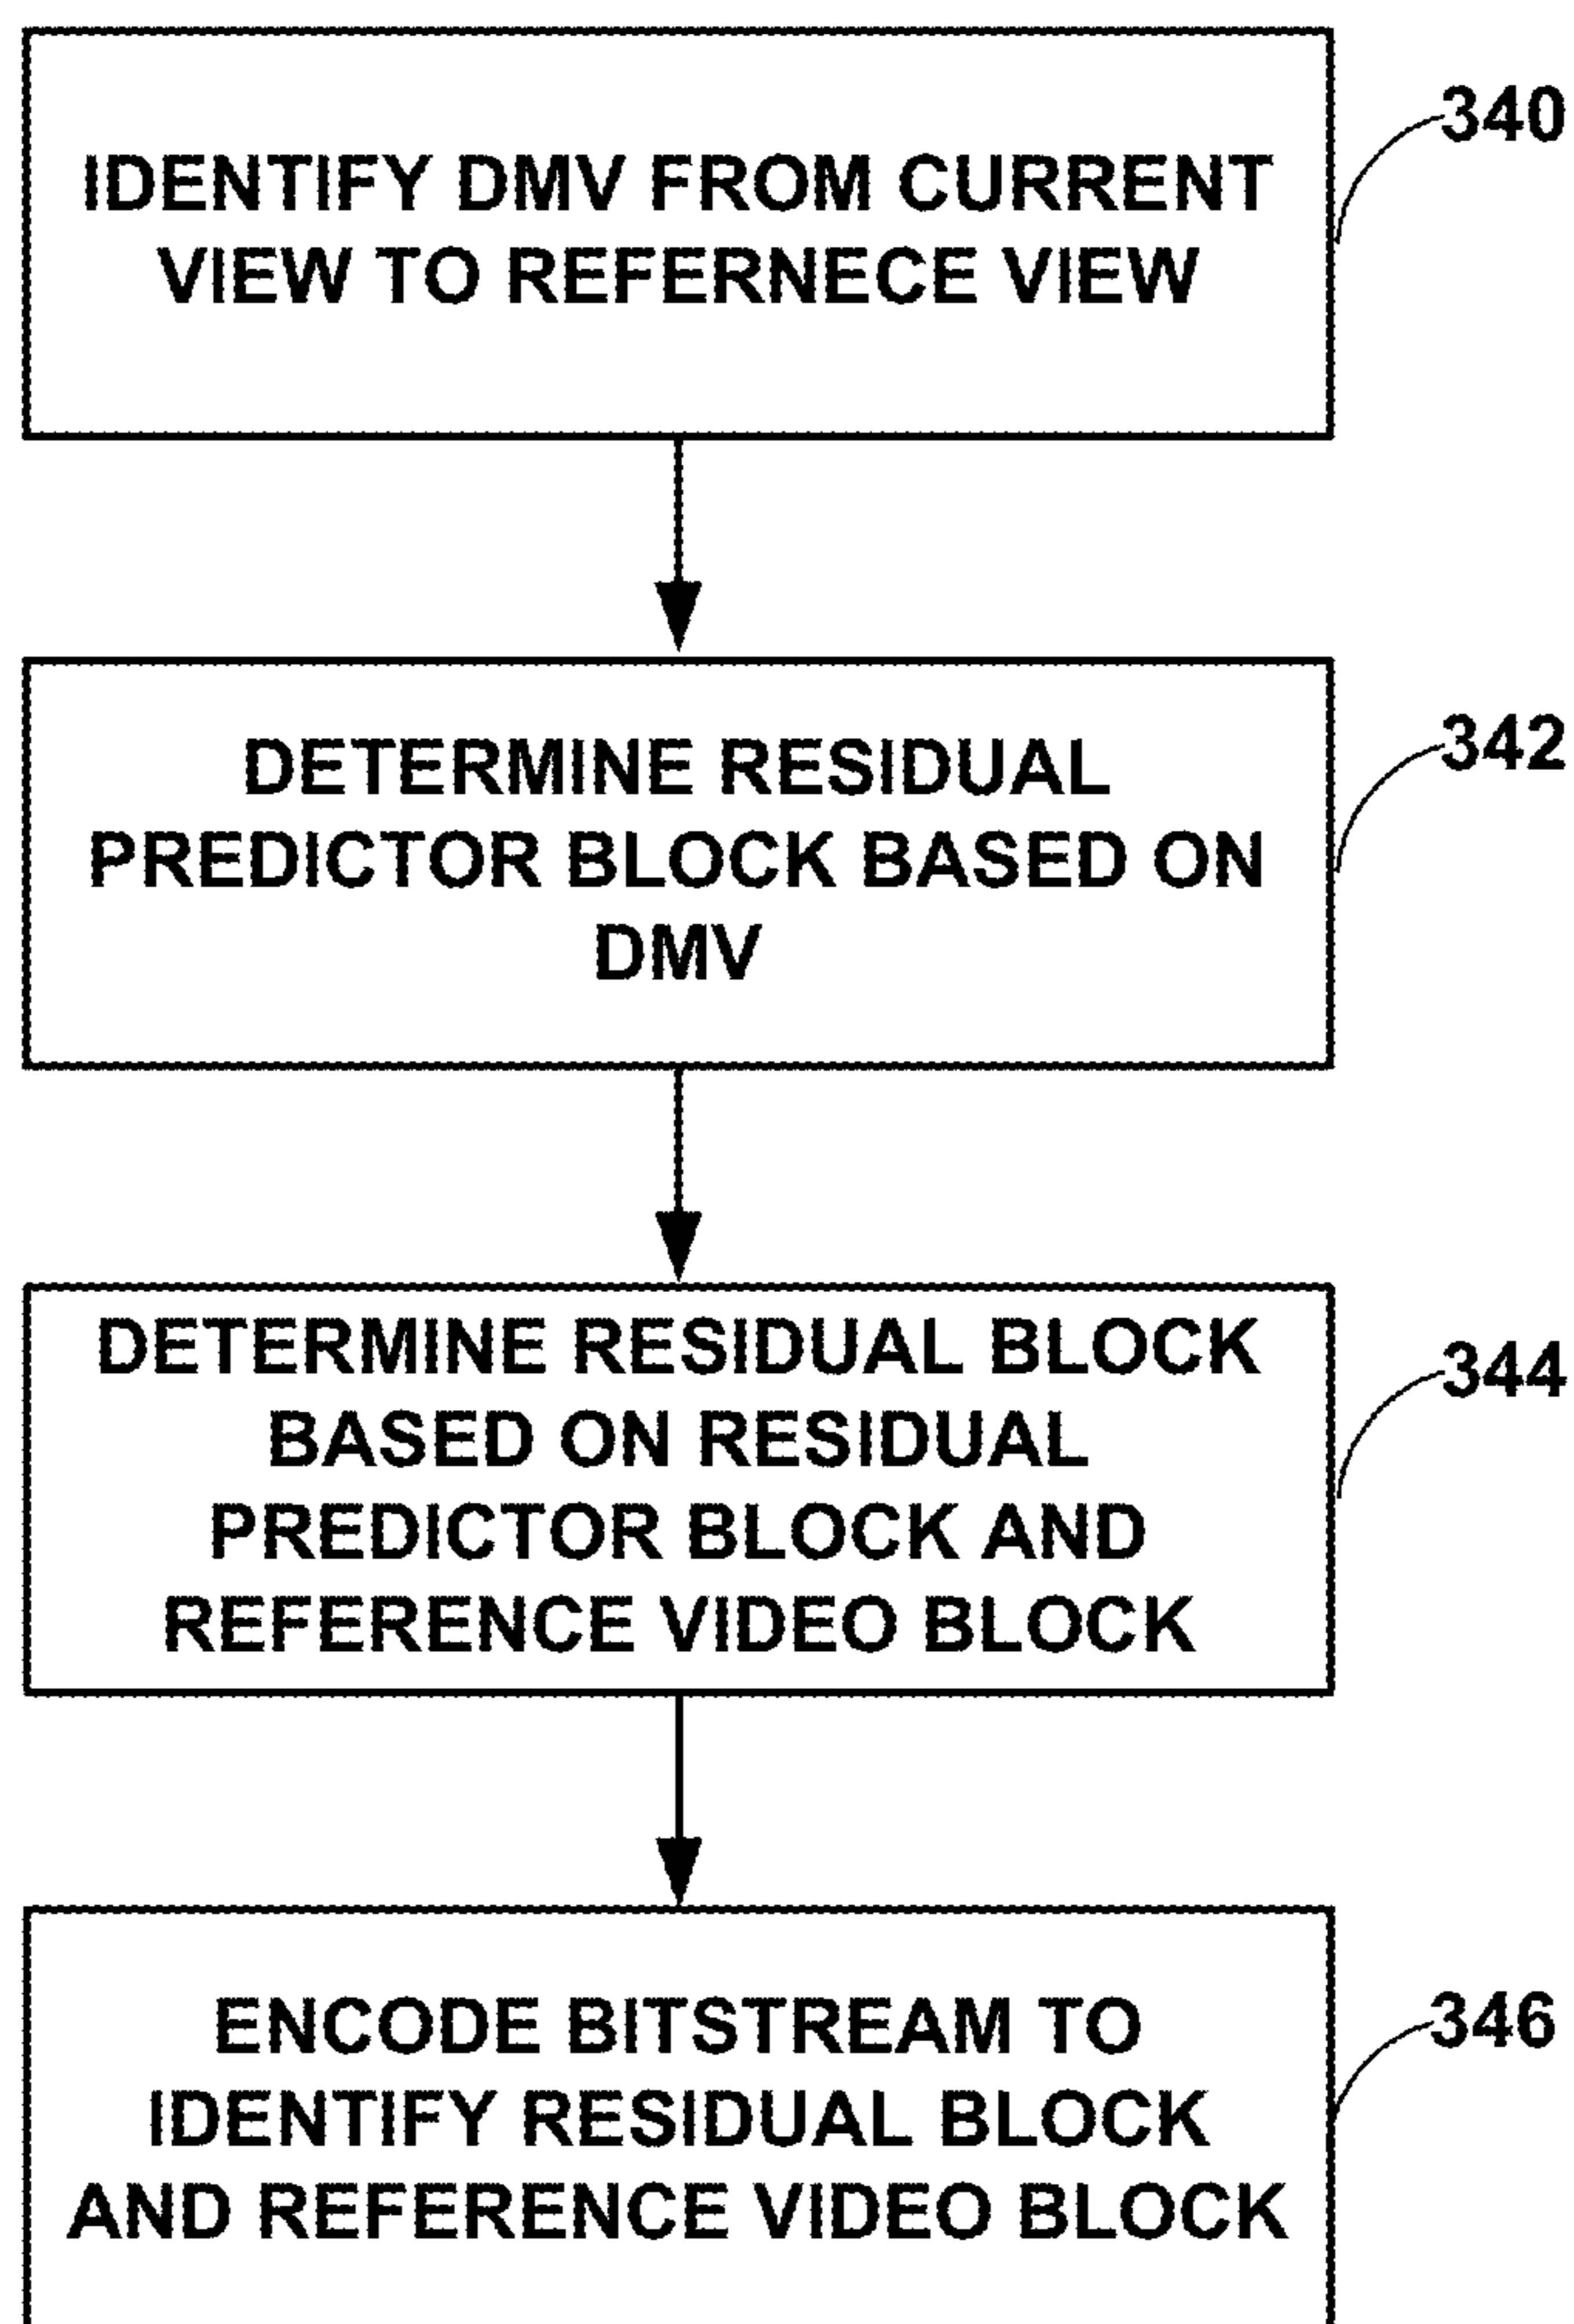 340
IDENTIFY DMV FROM CURRENT
VIEW TO REFERNECE VIEW
342
DETERMINE RESIDUAL
PREDICTOR BLOCK BASED ON
DMV
344
DETERMINE RESIDUAL BLOCK
BASED ON RESIDUAL
PREDICTOR BLOCK AND
REFERENCE VIDEO BLOCK
346
ENCODE BITSTREAM TO
IDENTIFY RESIDUAL BLOCK
AND REFERENCE VIDEO BLOCK